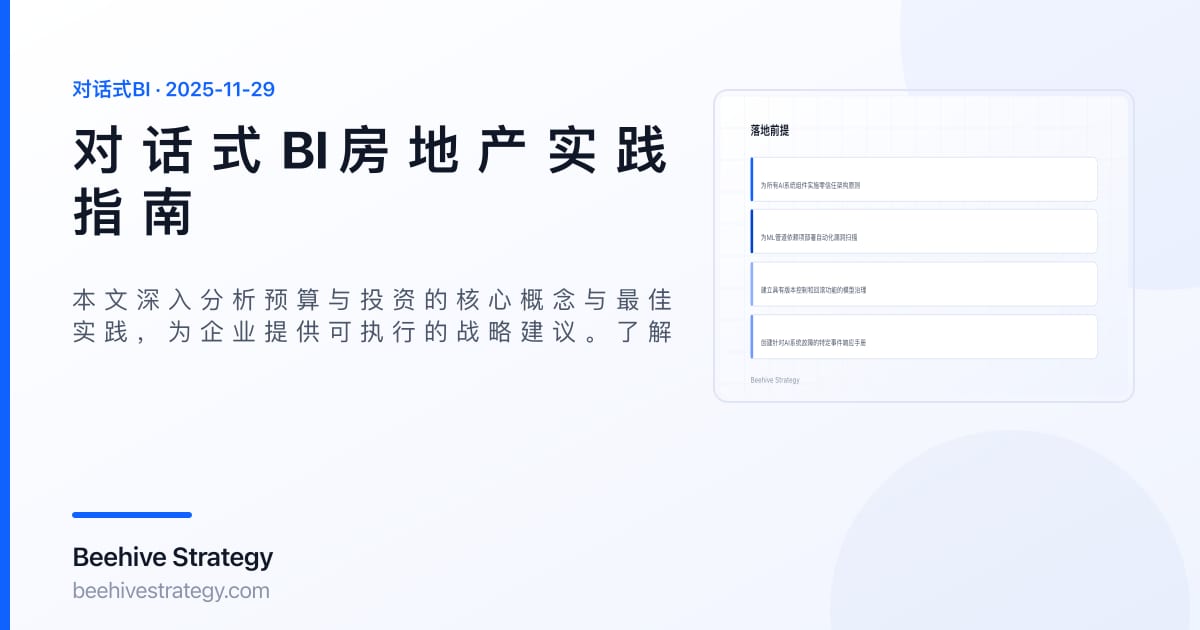 对话式BI · 2025-11-29
对话式BI房地产实践
指南
本文深入分析预算与投资的核心概念与最佳
实践，为企业提供可执行的战略建议。了解
落地前提
为所有AI系统组件实施零信任架构原则
为ML管道依赖项部署自动化漏洞扫描
建立具有版本控制和回滚功能的模型治理
创建针对AI系统故障的特定事件响应手册
Beehive Strategy
Beehive Strategy
beehivestrategy.com